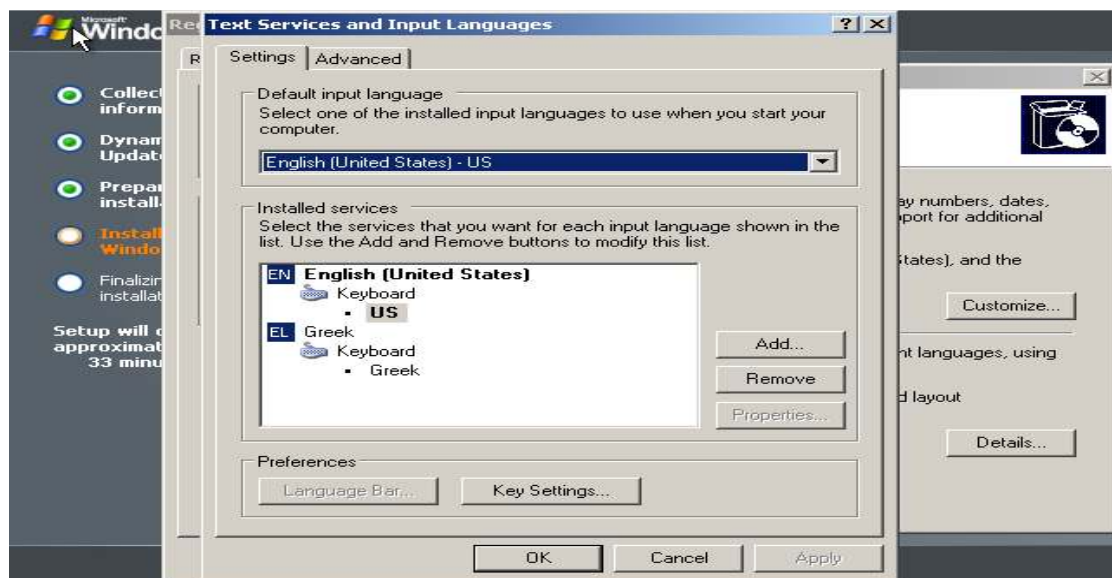 Microsoft
Windo
Text Services and Input Languages
Settings
Advanced
Default input language
Select one of the installed input languages to use when you start your
computer.
English (United States) - US
Installed services
Select the services that you want for each input language shown in the
list. Use the Add and Remove buttons to modify this list.
EN English (United States)
Keyboard
• US
EL Greek
Keyboard
• Greek
Add...
Remove
Properties...
Preferences
Language Bar...
Key Settings...
OK
Cancel
Apply
Collec
inform
Dynam
Updat
Prepar
install
Install
Windo
Finalizin
installat
Setup will
approximat
33 minu
ay numbers, dates,
port for additional
States), and the
Customize...
nt languages, using
d layout
Details...